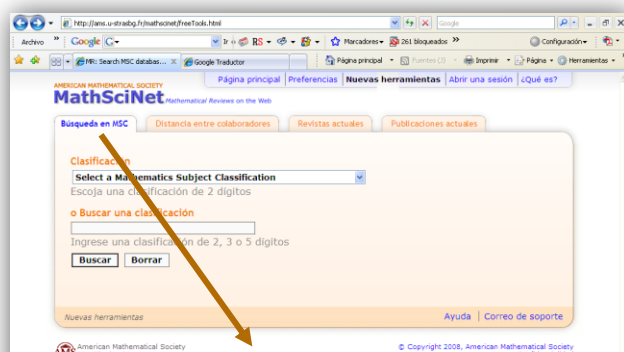 http://ams.u-strasbg.fr/mathscinet/freeTools.html
Google
Archivo » Google G RS Marcadores 261 bloqueados » Configuración
MR: Search MSC databas... Google Traductor Página principal Fuentes (2) Imprimir Página Herramientas
AMERICAN MATHEMATICAL SOCIETY
Página principal Preferencias Nuevas herramientas Abrir una sesión ¿Qué es?
MathSciNet Mathematical Reviews on the Web
Búsqueda en MSC Distancia entre colaboradores Revistas actuales Publicaciones actuales
Clasificación
Select a Mathematics Subject Classification
Escoja una clasificación de 2 dígitos
o Buscar una clasificación
Ingrese una clasificación de 2, 3 o 5 dígitos
Buscar Borrar
Nuevas herramientas Ayuda | Correo de soporte
AMS American Mathematical Society © Copyright 2008, American Mathematical Society